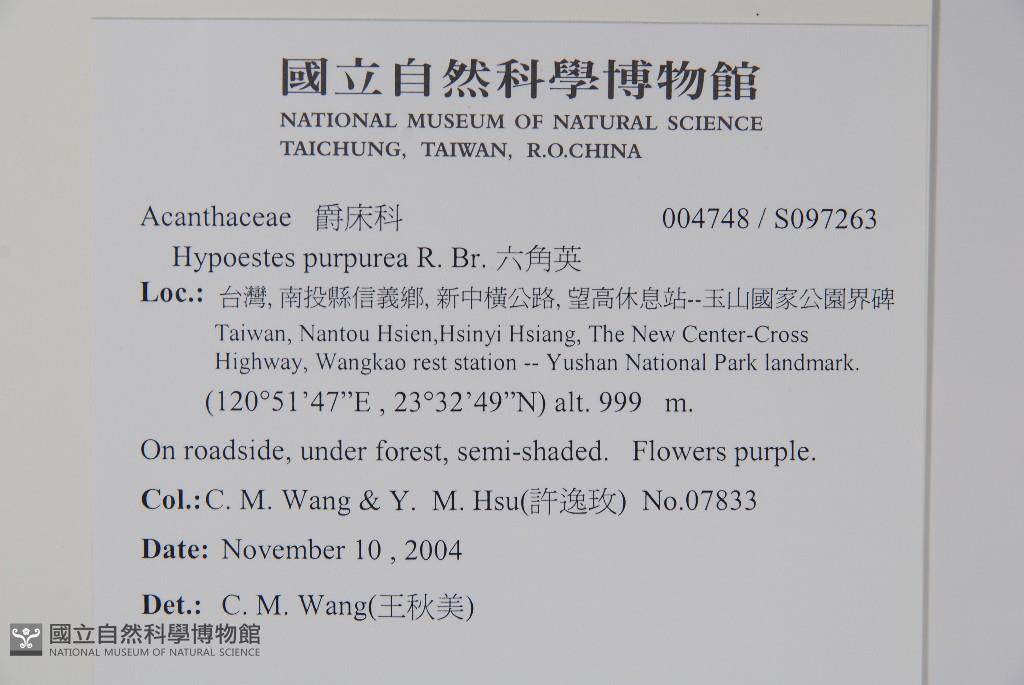 國立自然科學博物館
NATIONAL MUSEUM OF NATURAL SCIENCE
TAICHUNG, TAIWAN, R.O.CHINA
Acanthaceae 爵床科 004748 / S097263
Hypoestes purpurea R. Br. 六角英
Loc.: 台灣, 南投縣信義鄉, 新中橫公路, 望高休息站--玉山國家公園界碑
Taiwan, Nantou Hsien,Hsinyi Hsiang, The New Center-Cross
Highway, Wangkao rest station -- Yushan National Park landmark.
(120°51’47”E , 23°32’49”N) alt. 999 m.
On roadside, under forest, semi-shaded. Flowers purple.
Col.: C. M. Wang & Y. M. Hsu(許逸玫) No.07833
Date: November 10 , 2004
Det.: C. M. Wang(王秋美)
國立自然科學博物館
NATIONAL MUSEUM OF NATURAL SCIENCE